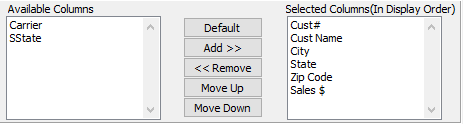 Available Columns
Carrier
SState
Default
Add >>
<< Remove
Move Up
Move Down
Selected Columns(In Display Order)
Cust#
Cust Name
City
State
Zip Code
Sales $